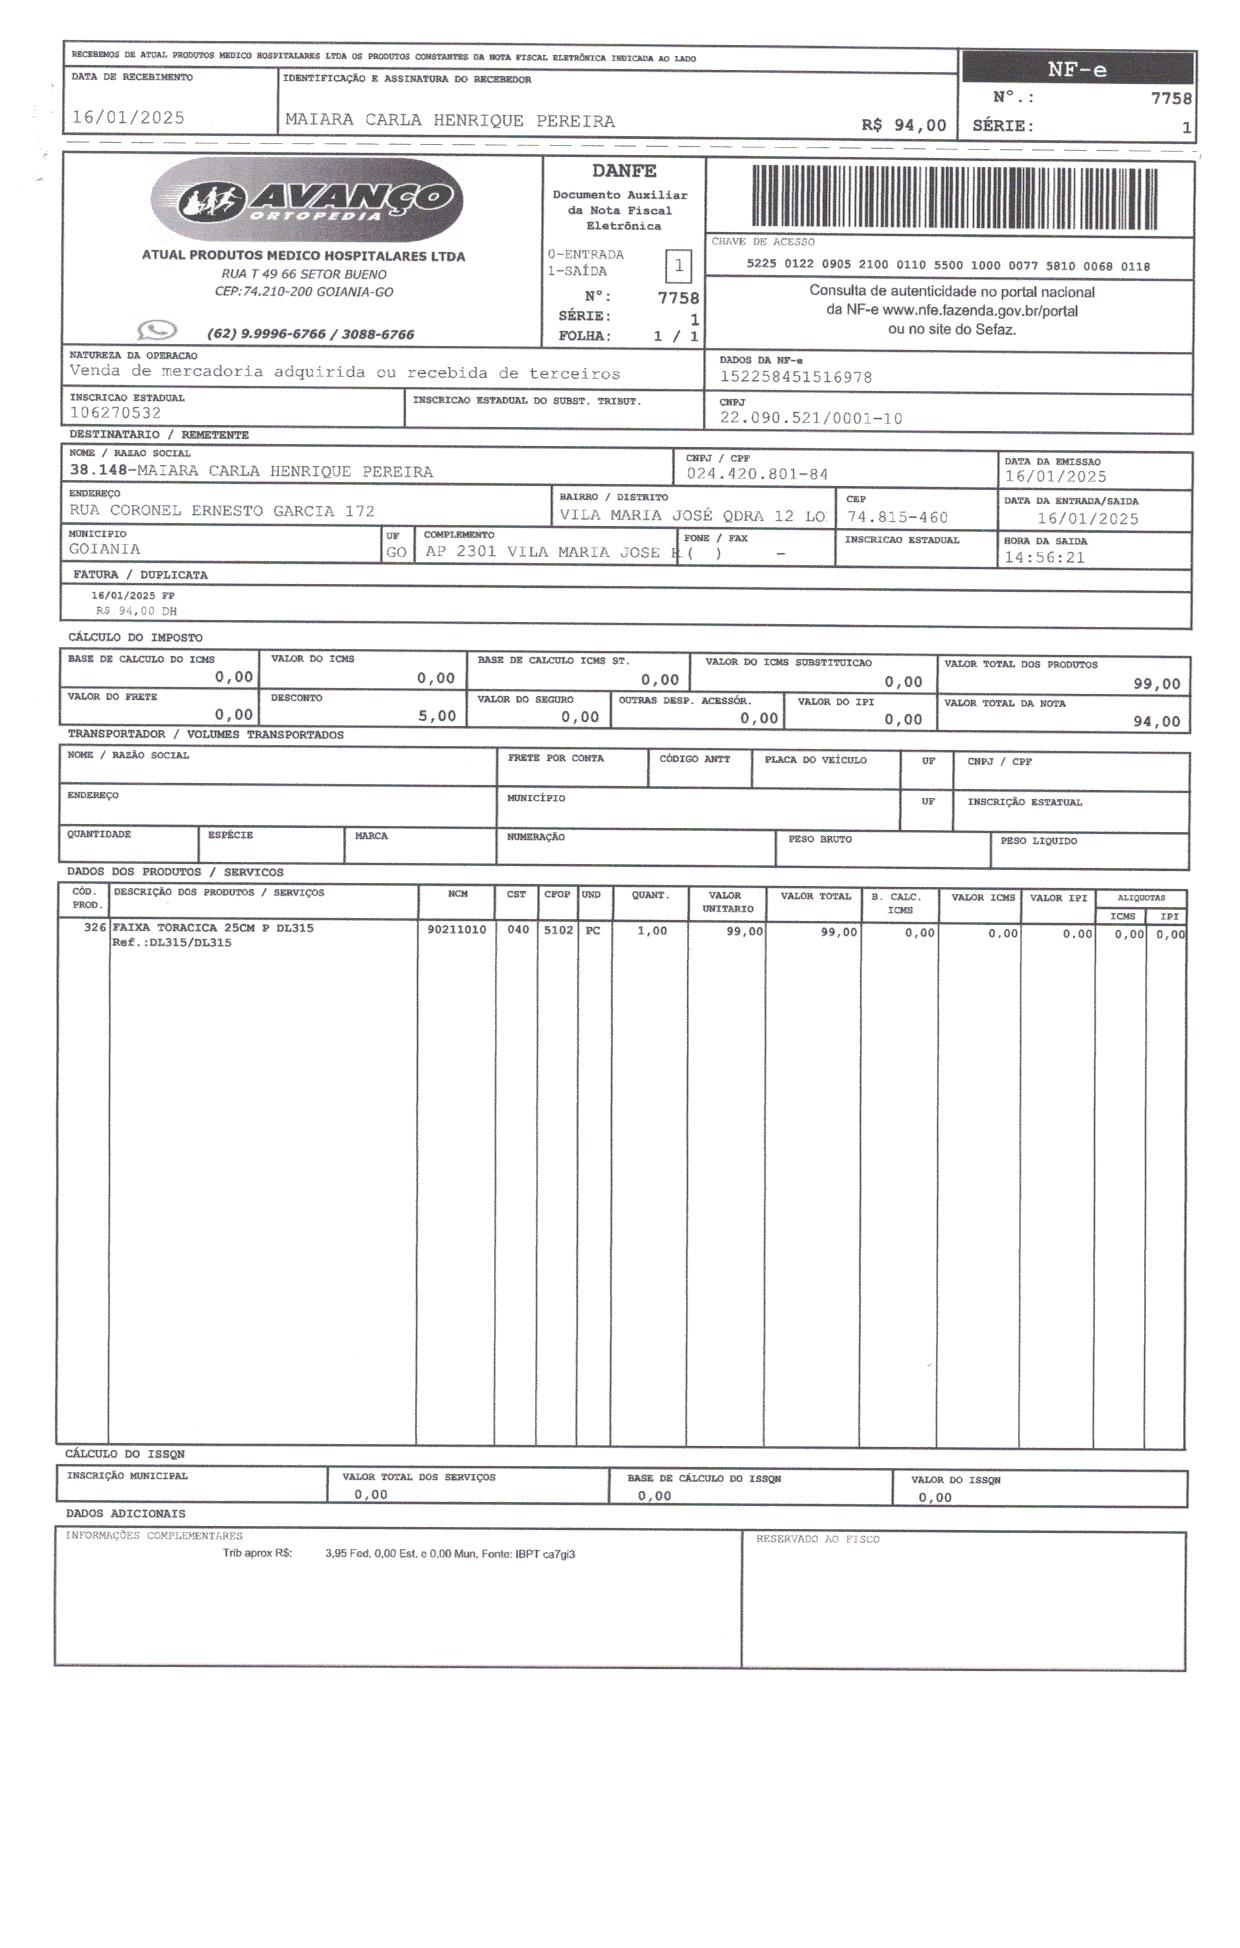 RECEBEMOS DE ATUAL PRODUTOS MEDICO HOSPITALARES LTDA OS PRODUTOS CONSTANTES DA NOTA FISCAL ELETRÔNICA INDICADA AO LADO
DATA DE RECEBIMENTO
IDENTIFICAÇÃO E ASSINATURA DO RECEBEDOR
16/01/2025
MAIARA CARLA HENRIQUE PEREIRA
R$ 94,00
NF-e
Nº.: 7758
SÉRIE: 1
AVANÇO
ORTOPEDIA
ATUAL PRODUTOS MEDICO HOSPITALARES LTDA
RUA T 49 66 SETOR BUENO
CEP:74.210-200 GOIANIA-GO
(62) 9.9996-6766 / 3088-6766
DANFE
Documento Auxiliar
da Nota Fiscal
Eletrônica
0-ENTRADA
1-SAÍDA
1
Nº: 7758
SÉRIE: 1
FOLHA: 1 / 1
CHAVE DE ACESSO
5225 0122 0905 2100 0110 5500 1000 0077 5810 0068 0118
Consulta de autenticidade no portal nacional
da NF-e www.nfe.fazenda.gov.br/portal
ou no site do Sefaz.
NATUREZA DA OPERACAO
Venda de mercadoria adquirida ou recebida de terceiros
DADOS DA NF-e
152258451516978
INSCRICAO ESTADUAL
106270532
INSCRICAO ESTADUAL DO SUBST. TRIBUT.
CNPJ
22.090.521/0001-10
DESTINATARIO / REMETENTE
NOME / RAZAO SOCIAL
38.148-MAIARA CARLA HENRIQUE PEREIRA
CNPJ / CPF
024.420.801-84
DATA DA EMISSAO
16/01/2025
ENDEREÇO
RUA CORONEL ERNESTO GARCIA 172
BAIRRO / DISTRITO
VILA MARIA JOSÉ QDRA 12 LO
CEP
74.815-460
DATA DA ENTRADA/SAIDA
16/01/2025
MUNICIPIO
GOIANIA
UF
GO
COMPLEMENTO
AP 2301 VILA MARIA JOSE
FONE / FAX
( ) -
INSCRICAO ESTADUAL
HORA DA SAIDA
14:56:21
FATURA / DUPLICATA
16/01/2025 FP
R$ 94,00 DH
CÁLCULO DO IMPOSTO
BASE DE CALCULO DO ICMS
0,00
VALOR DO ICMS
0,00
BASE DE CALCULO ICMS ST.
0,00
VALOR DO ICMS SUBSTITUICAO
0,00
VALOR TOTAL DOS PRODUTOS
99,00
VALOR DO FRETE
0,00
DESCONTO
5,00
VALOR DO SEGURO
0,00
OUTRAS DESP. ACESSÓR.
0,00
VALOR DO IPI
0,00
VALOR TOTAL DA NOTA
94,00
TRANSPORTADOR / VOLUMES TRANSPORTADOS
NOME / RAZÃO SOCIAL
FRETE POR CONTA
CÓDIGO ANTT
PLACA DO VEÍCULO
UF
CNPJ / CPF
ENDEREÇO
MUNICÍPIO
UF
INSCRIÇÃO ESTATUAL
QUANTIDADE
ESPÉCIE
MARCA
NUMERAÇÃO
PESO BRUTO
PESO LIQUIDO
DADOS DOS PRODUTOS / SERVICOS
CÓD. PROD.
DESCRIÇÃO DOS PRODUTOS / SERVIÇOS
NCM
CST
CFOP
UND
QUANT.
VALOR UNITARIO
VALOR TOTAL
B. CALC. ICMS
VALOR ICMS
VALOR IPI
ALIQUOTAS
ICMS
IPI
326 FAIXA TORACICA 25CM P DL315 90211010 040 5102 PC 1,00 99,00 99,00 0,00 0.00 0.00 0,00 0,00
Ref.:DL315/DL315
CÁLCULO DO ISSQN
INSCRIÇÃO MUNICIPAL
VALOR TOTAL DOS SERVIÇOS
0,00
BASE DE CÁLCULO DO ISSQN
0,00
VALOR DO ISSQN
0,00
DADOS ADICIONAIS
INFORMAÇÕES COMPLEMENTARES
Trib aprox R$: 3,95 Fed. 0,00 Est. e 0,00 Mun. Fonte: IBPT ca7gi3
RESERVADO AO FISCO